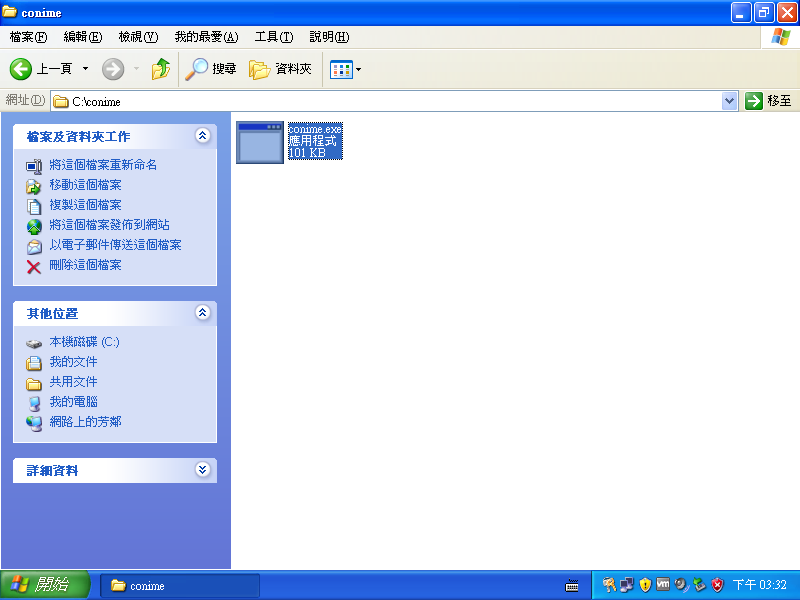 conime
檔案(F) 編輯(E) 檢視(V) 我的最愛(A) 工具(T) 說明(H)
上一頁 搜尋 資料夾
網址(D) C:\conime 移至
檔案及資料夾工作
將這個檔案重新命名
移動這個檔案
複製這個檔案
將這個檔案發佈到網站
以電子郵件傳送這個檔案
刪除這個檔案
其他位置
本機磁碟 (C:)
我的文件
共用文件
我的電腦
網路上的芳鄰
詳細資料
conime.exe
應用程式
101 KB
開始 conime vm 下午 03:32